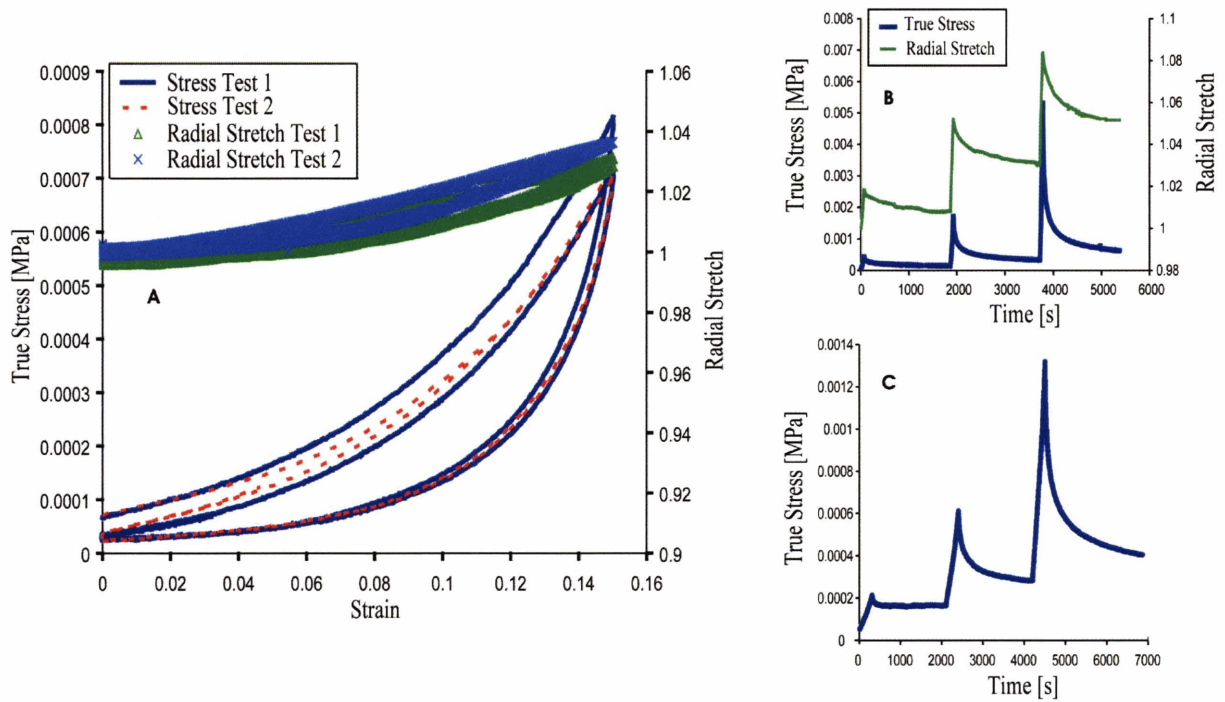 0.0009
0.0008
0.0007
0.0006
0.0005
0.0004
0.0003
0.0002
0.0001
0
True Stress [MPa]
Stress Test 1
Stress Test 2
Radial Stretch Test 1
Radial Stretch Test 2
A
1.06
1.04
1.02
1
0.98
0.96
0.94
0.92
0.9
Radial Stretch
0 0.02 0.04 0.06 0.08 0.1 0.12 0.14 0.16
Strain
0.008
0.007
0.006
0.005
0.004
0.003
0.002
0.001
0
True Stress [MPa]
True Stress
Radial Stretch
B
1.1
1.08
1.06
1.04
1.02
1
0.98
Radial Stretch
0 1000 2000 3000 4000 5000 6000
Time [s]
0.0014
0.0012
0.001
0.0008
0.0006
0.0004
0.0002
0
True Stress [MPa]
C
0 1000 2000 3000 4000 5000 6000 7000
Time [s]